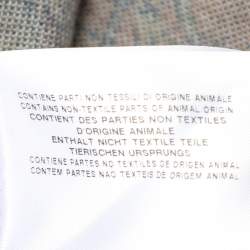 CONTIENE PARTI NON TESSILI DI ORIGINE ANIMALE
CONTAINS NON-TEXTILE PARTS OF ANIMAL ORIGIN
CONTIENT DES PARTIES NON TEXTILES
D'ORIGINE ANIMALE
ENTHALT NICHT TEXTILE TEILE
TIERISCHEN URSPRUNGS
CONTIENE PARTES NO TEXTILES DE ORIGEN ANIMAL
CONTEM PARTES NAO TEXTEIS DE ORIGEM ANIMAL